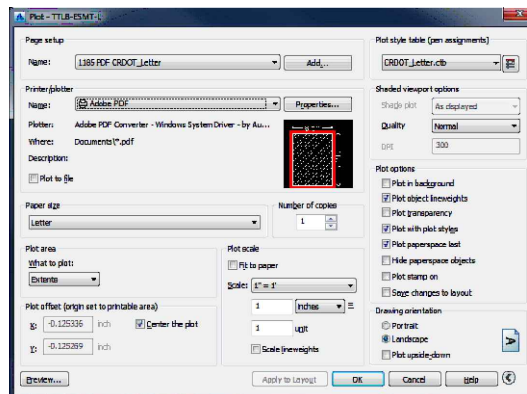 Plot - TTLB-ESMT-L
Page setup
Name: 1185 PDF CRDOT_Letter Add...
Plot style table (pen assignments)
CRDOT_Letter.ctb
Printer/plotter
Name: Adobe PDF Properties...
Plotter: Adobe PDF Converter - Windows System Driver - by Au...
Where: Documents\*.pdf
Description:
Plot to file
Shaded viewport options
Shade plot As displayed
Quality Normal
DPI 300
Paper size
Letter
Number of copies
1
Plot area
What to plot:
Extents
Plot offset (origin set to printable area)
X: -0.125336 inch Center the plot
Y: -0.125269 inch
Plot scale
Fit to paper
Scale: 1" = 1'
1 inches =
1 unit
Scale lineweights
Plot options
Plot in background
Plot object lineweights
Plot transparency
Plot with plot styles
Plot paperspace last
Hide paperspace objects
Plot stamp on
Save changes to layout
Drawing orientation
Portrait
Landscape
Plot upside-down
A
Preview... Apply to Layout OK Cancel Help